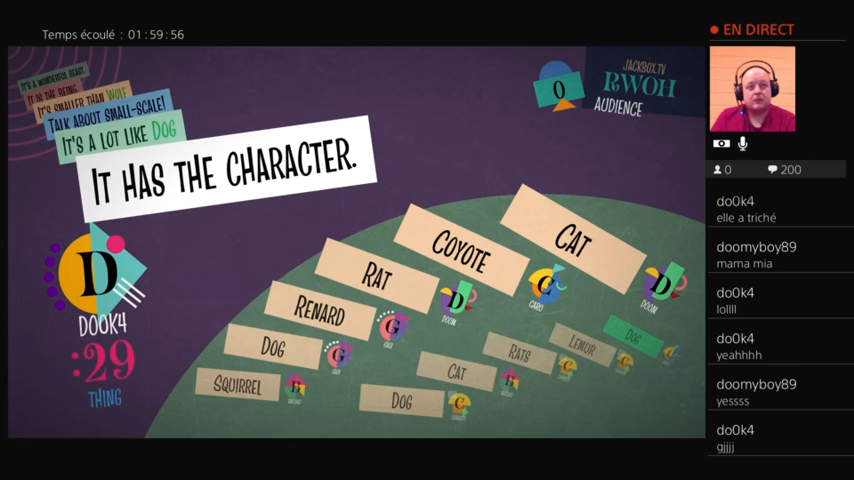 Temps écoulé : 01:59:56
EN DIRECT
IT'S A WONDERFUL BEAST.
IT IS THE BEING.
IT'S SMALLER THAN WOLF
TALK ABOUT SMALL-SCALE!
IT'S A LOT LIKE DOG
IT HAS THE CHARACTER.
0
AUDIENCE
JACKBOX.TV
RWOH
D
DOOK4
:29
THING
CAT
D
DOOM
COYOTE
C
CARO
RAT
D
DOOM
RENARD
G
DOG
G
SQUIRREL
B
DOG
C
CAT
B
RATS
C
LEMUR
C
DOG
C
0
200
do0k4
elle a triché
doomyboy89
mama mia
do0k4
lollll
do0k4
yeahhhh
doomyboy89
yessss
do0k4
gjjjj